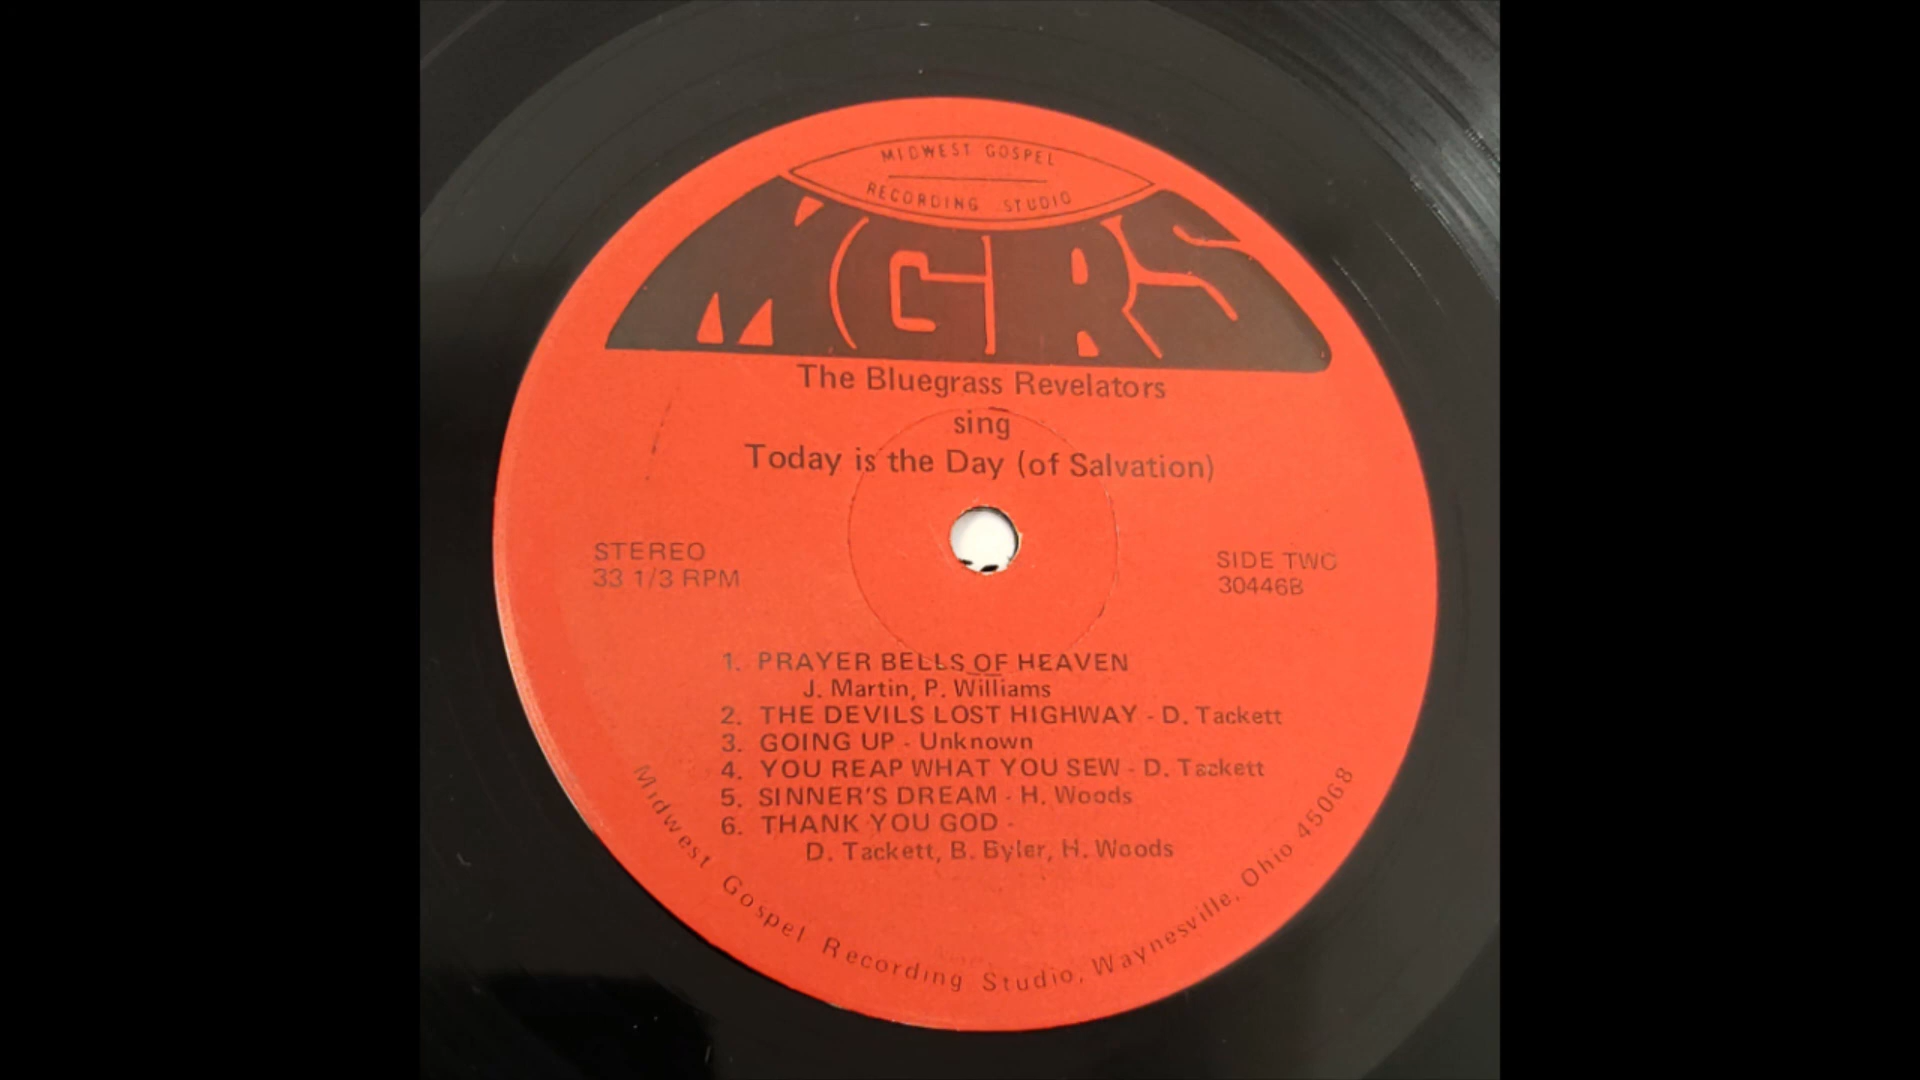 MIDWEST GOSPEL
RECORDING STUDIO
MGRS
The Bluegrass Revelators
sing
Today is the Day (of Salvation)
STEREO
33 1/3 RPM
SIDE TWO
30446B
1. PRAYER BELLS OF HEAVEN
J. Martin, P. Williams
2. THE DEVILS LOST HIGHWAY - D. Tackett
3. GOING UP - Unknown
4. YOU REAP WHAT YOU SEW - D. Tackett
5. SINNER'S DREAM - H. Woods
6. THANK YOU GOD -
D. Tackett, B. Byler, H. Woods
Midwest Gospel Recording Studio, Waynesville, Ohio 45068